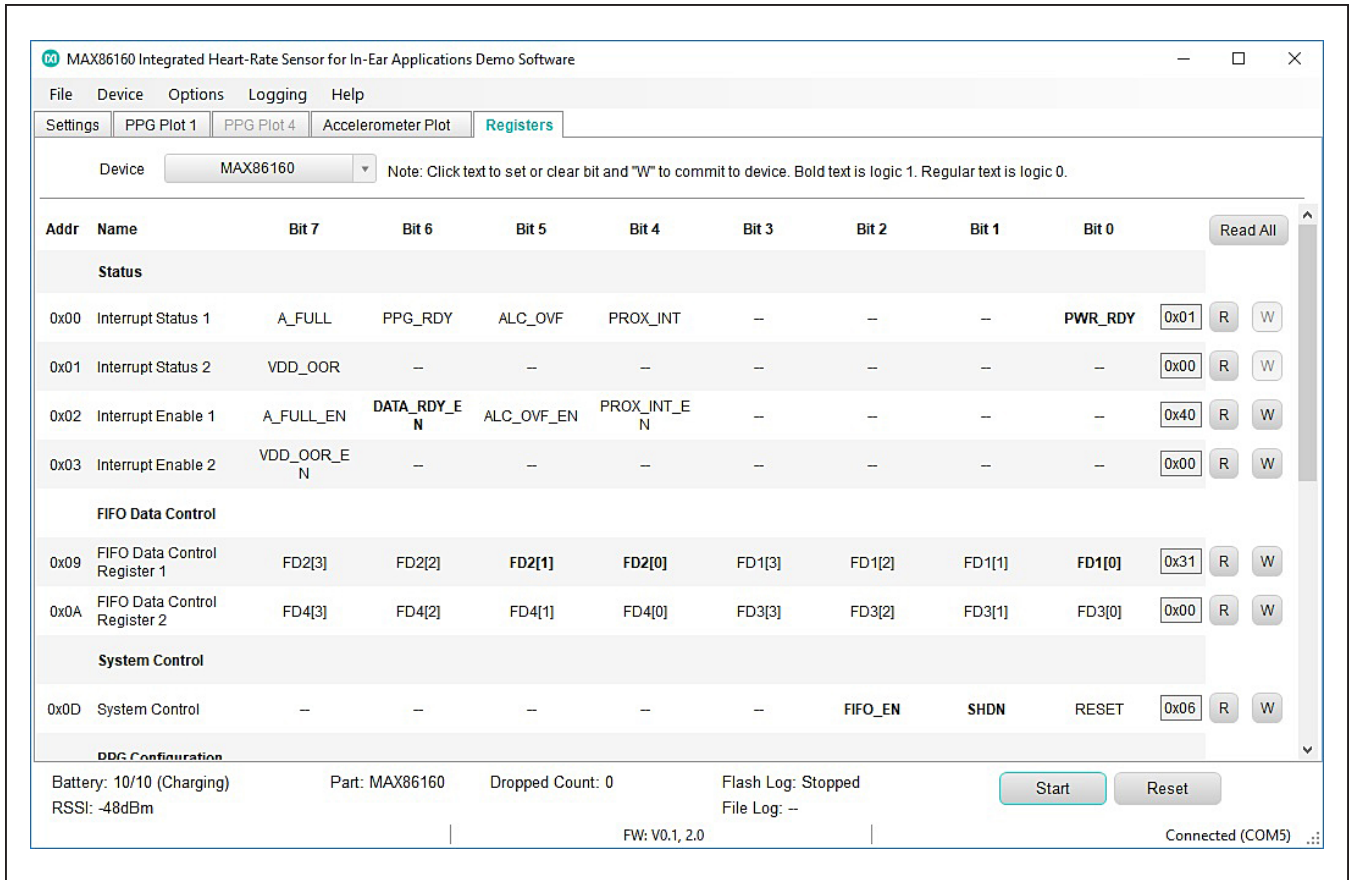 MAX86160 Integrated Heart-Rate Sensor for In-Ear Applications Demo Software
File Device Options Logging Help
Settings PPG Plot 1 PPG Plot 4 Accelerometer Plot Registers
Device MAX86160 Note: Click text to set or clear bit and "W" to commit to device. Bold text is logic 1. Regular text is logic 0.
Addr Name Bit 7 Bit 6 Bit 5 Bit 4 Bit 3 Bit 2 Bit 1 Bit 0 Read All
Status
0x00 Interrupt Status 1 A_FULL PPG_RDY ALC_OVF PROX_INT -- -- -- PWR_RDY 0x01 R W
0x01 Interrupt Status 2 VDD_OOR -- -- -- -- -- -- -- 0x00 R W
0x02 Interrupt Enable 1 A_FULL_EN DATA_RDY_E
N ALC_OVF_EN PROX_INT_E
N -- -- -- -- 0x40 R W
0x03 Interrupt Enable 2 VDD_OOR_E
N -- -- -- -- -- -- -- 0x00 R W
FIFO Data Control
0x09 FIFO Data Control
Register 1 FD2[3] FD2[2] FD2[1] FD2[0] FD1[3] FD1[2] FD1[1] FD1[0] 0x31 R W
0x0A FIFO Data Control
Register 2 FD4[3] FD4[2] FD4[1] FD4[0] FD3[3] FD3[2] FD3[1] FD3[0] 0x00 R W
System Control
0x0D System Control -- -- -- -- -- FIFO_EN SHDN RESET 0x06 R W
PPG Configuration
Battery: 10/10 (Charging) Part: MAX86160 Dropped Count: 0 Flash Log: Stopped Start Reset
RSSI: -48dBm File Log: --
FW: V0.1, 2.0 Connected (COM5)